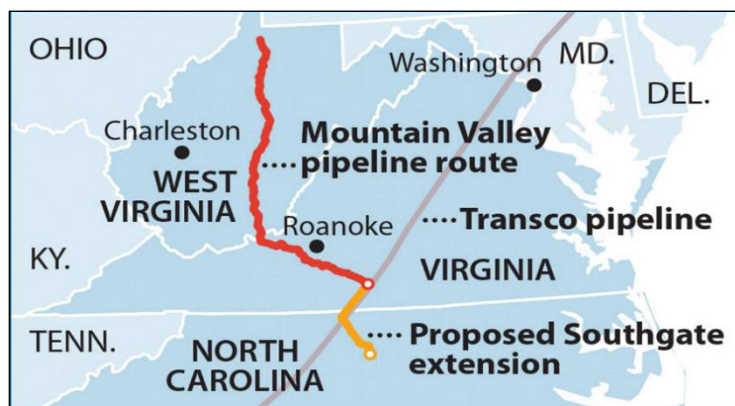 OHIO
Washington
MD.
DEL.
Charleston
Mountain Valley
pipeline route
WEST
VIRGINIA
Roanoke
Transco pipeline
KY.
VIRGINIA
TENN.
NORTH
CAROLINA
Proposed Southgate
extension